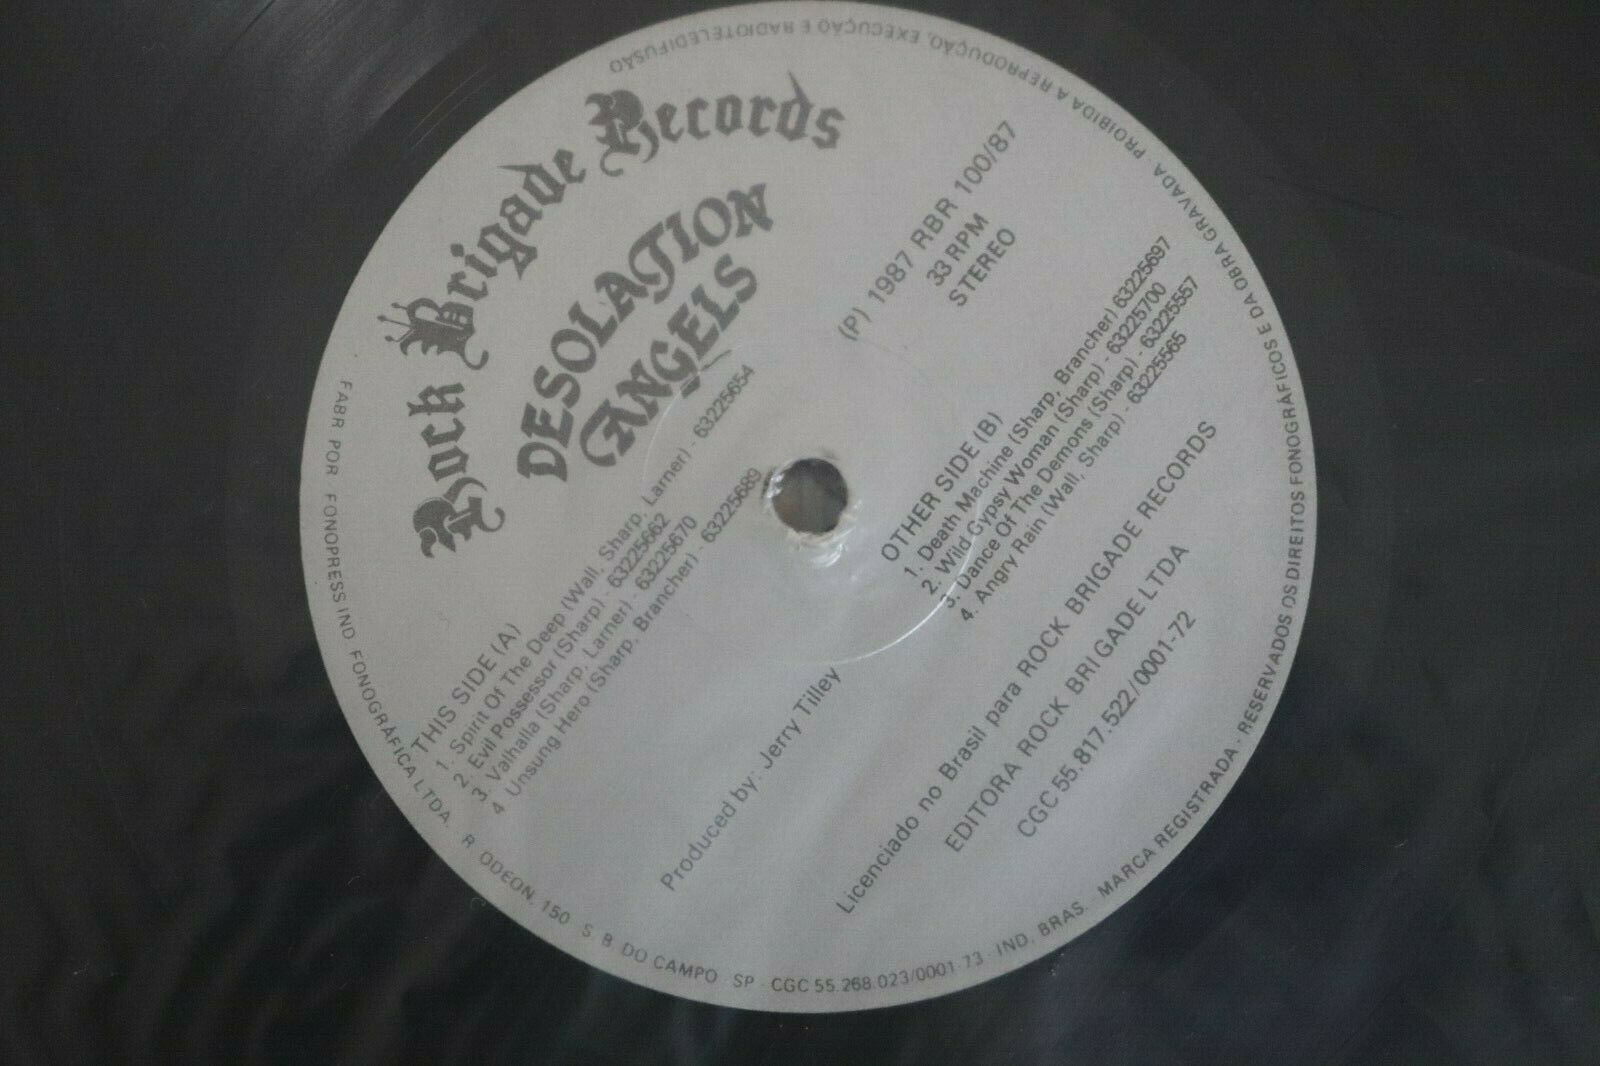 Rock Brigade Records
DESOLATION
ANGELS
(P) 1987 RBR 100/87
33 RPM
STEREO
THIS SIDE (A)
1. Spirit Of The Deep (Wall, Sharp, Larner) - 63225654
2. Evil Possessor (Sharp) - 63225662
3. Valhalla (Sharp, Larner) - 63225670
4 Unsung Hero (Sharp, Brancher) - 63225689
OTHER SIDE (B)
1. Death Machine (Sharp, Brancher) 63225697
2. Wild Gypsy Woman (Sharp) - 63225700
3. Dance Of The Demons (Sharp) - 63225557
4. Angry Rain (Wall, Sharp) - 63225565
Produced by: Jerry Tilley
Licenciado no Brasil para ROCK BRIGADE RECORDS
EDITORA ROCK BRIGADE LTDA
CGC 55.817.522/0001-72
FABR POR FONOPRESS IND FONOGRÁFICA LTDA. R ODEON, 150 S B DO CAMPO SP - CGC 55.268.023/0001 73 - IND. BRAS. MARCA REGISTRADA - RESERVADOS OS DIREITOS FONOGRÁFICOS E DA OBRA GRAVADA. PROIBIDA A REPRODUÇÃO, EXECUÇÃO E RADIOTELEDIFUSÃO